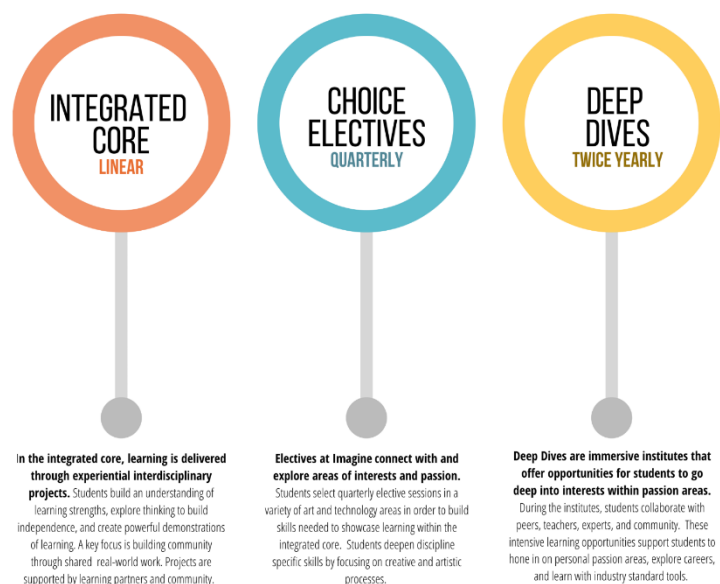 INTEGRATED
CORE
LINEAR
In the integrated core, learning is delivered
through experiential interdisciplinary
projects. Students build an understanding of
learning strengths, explore thinking to build
independence, and create powerful demonstrations
of learning. A key focus is building community
through shared real-world work. Projects are
supported by learning partners and community.
CHOICE
ELECTIVES
QUARTERLY
Electives at Imagine connect with and
explore areas of interests and passion.
Students select quarterly elective sessions in a
variety of art and technology areas in order to build
skills needed to showcase learning within the
integrated core. Students deepen discipline
specific skills by focusing on creative and artistic
processes.
DEEP
DIVES
TWICE YEARLY
Deep Dives are immersive institutes that
offer opportunities for students to go
deep into interests within passion areas.
During the institutes, students collaborate with
peers, teachers, experts, and community. These
intensive learning opportunities support students to
hone in on personal passion areas, explore careers,
and learn with industry standard tools.